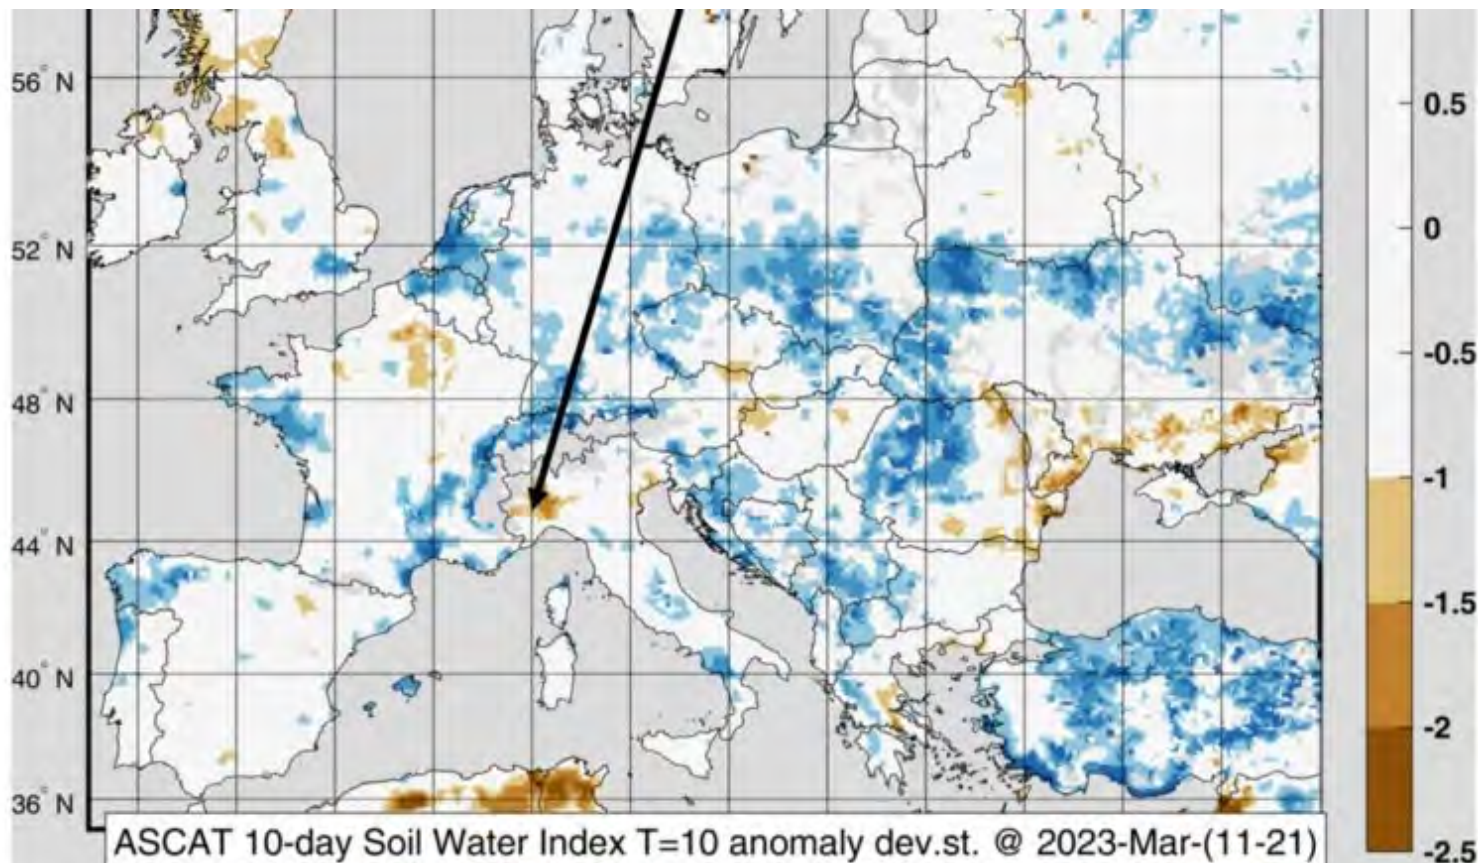 56° N
52° N
48° N
44° N
40° N
36° N
0.5
0
-0.5
-1
-1.5
-2
-2.5
ASCAT 10-day Soil Water Index T=10 anomaly dev.st. @ 2023-Mar-(11-21)